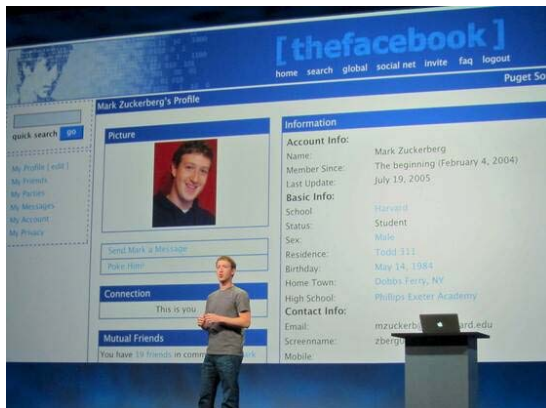 [thefacebook]
home search global social net invite faq logout
Puget So
Mark Zuckerberg's Profile
quick search go
My Profile [ edit ]
My Friends
My Parties
My Messages
My Account
My Privacy
Picture
Send Mark a Message
Poke Him!
Connection
This is you
Mutual Friends
You have 39 friends in comm
Information
Account Info:
Name: Mark Zuckerberg
Member Since: The beginning (February 4, 2004)
Last Update: July 19, 2005
Basic Info:
School Harvard
Status: Student
Sex: Male
Residence: Todd 311
Birthday: May 14, 1984
Home Town: Dobbs Ferry, NY
High School: Phillips Exeter Academy
Contact Info:
Email: mzuckerb ard.edu
Screenname: zbergu
Mobile: